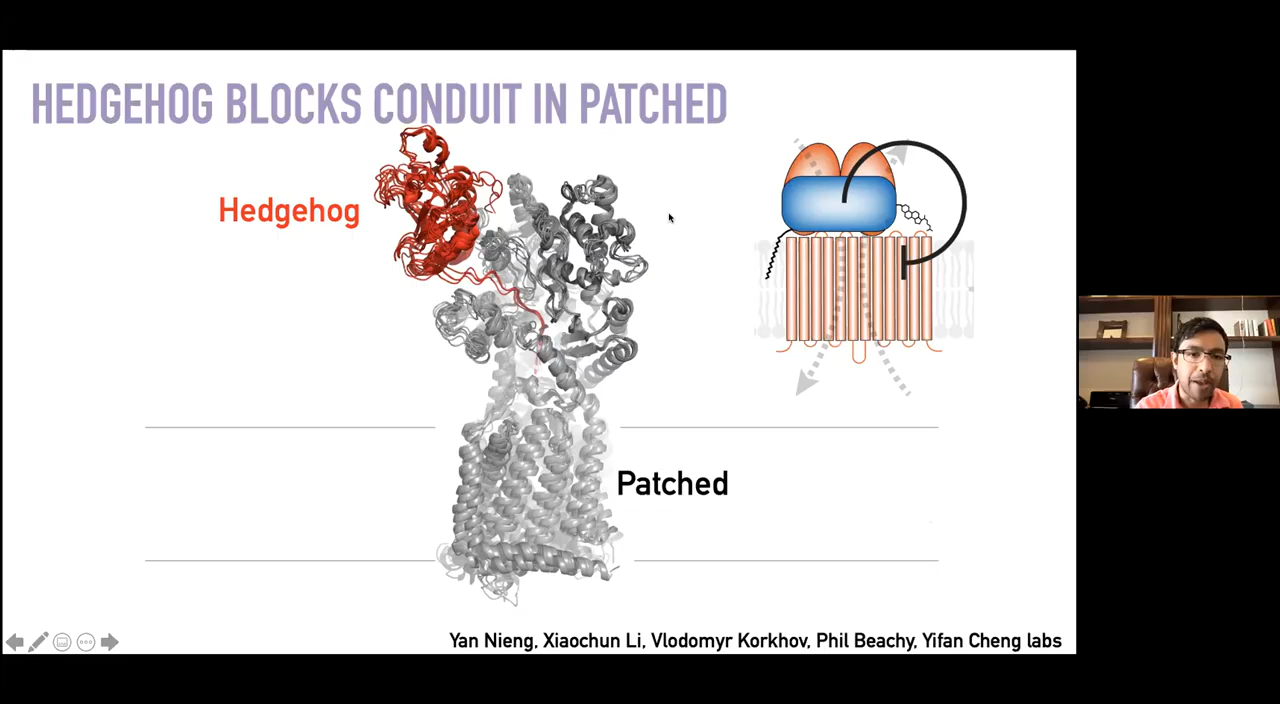 HEDGEHOG BLOCKS CONDUIT IN PATCHED
Hedgehog
Patched
Yan Nieng, Xiaochun Li, Vlodomyr Korkhov, Phil Beachy, Yifan Cheng labs